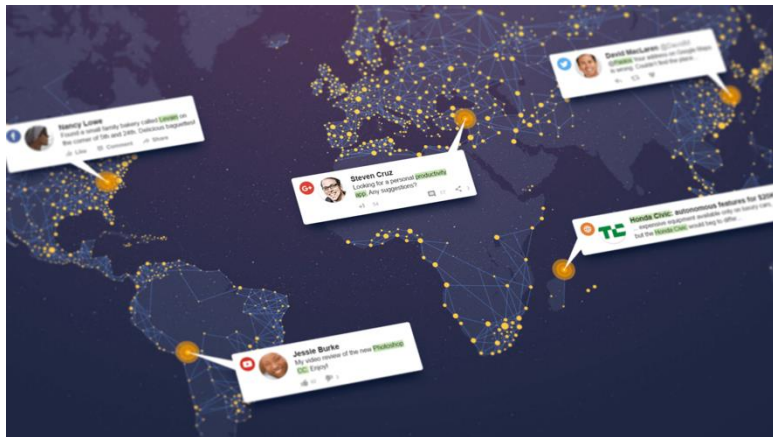 David MacLaren @DaveM
@Paulos Your address on Google Maps
is wrong. Couldn't find the place...
Nancy Lowe
Found a small family bakery called on
the corner of 5th and 24th. Delicious baguettes!
Like Comment Share
Steven Cruz
Looking for a personal productivity
app. Any suggestions?
Honda Civic: autonomous features for
... expensive equipment available only on luxury cars,
but the Honda Civic would beg to differ...
Jessie Burke
My video review of the new Photoshop
CC. Enjoy!